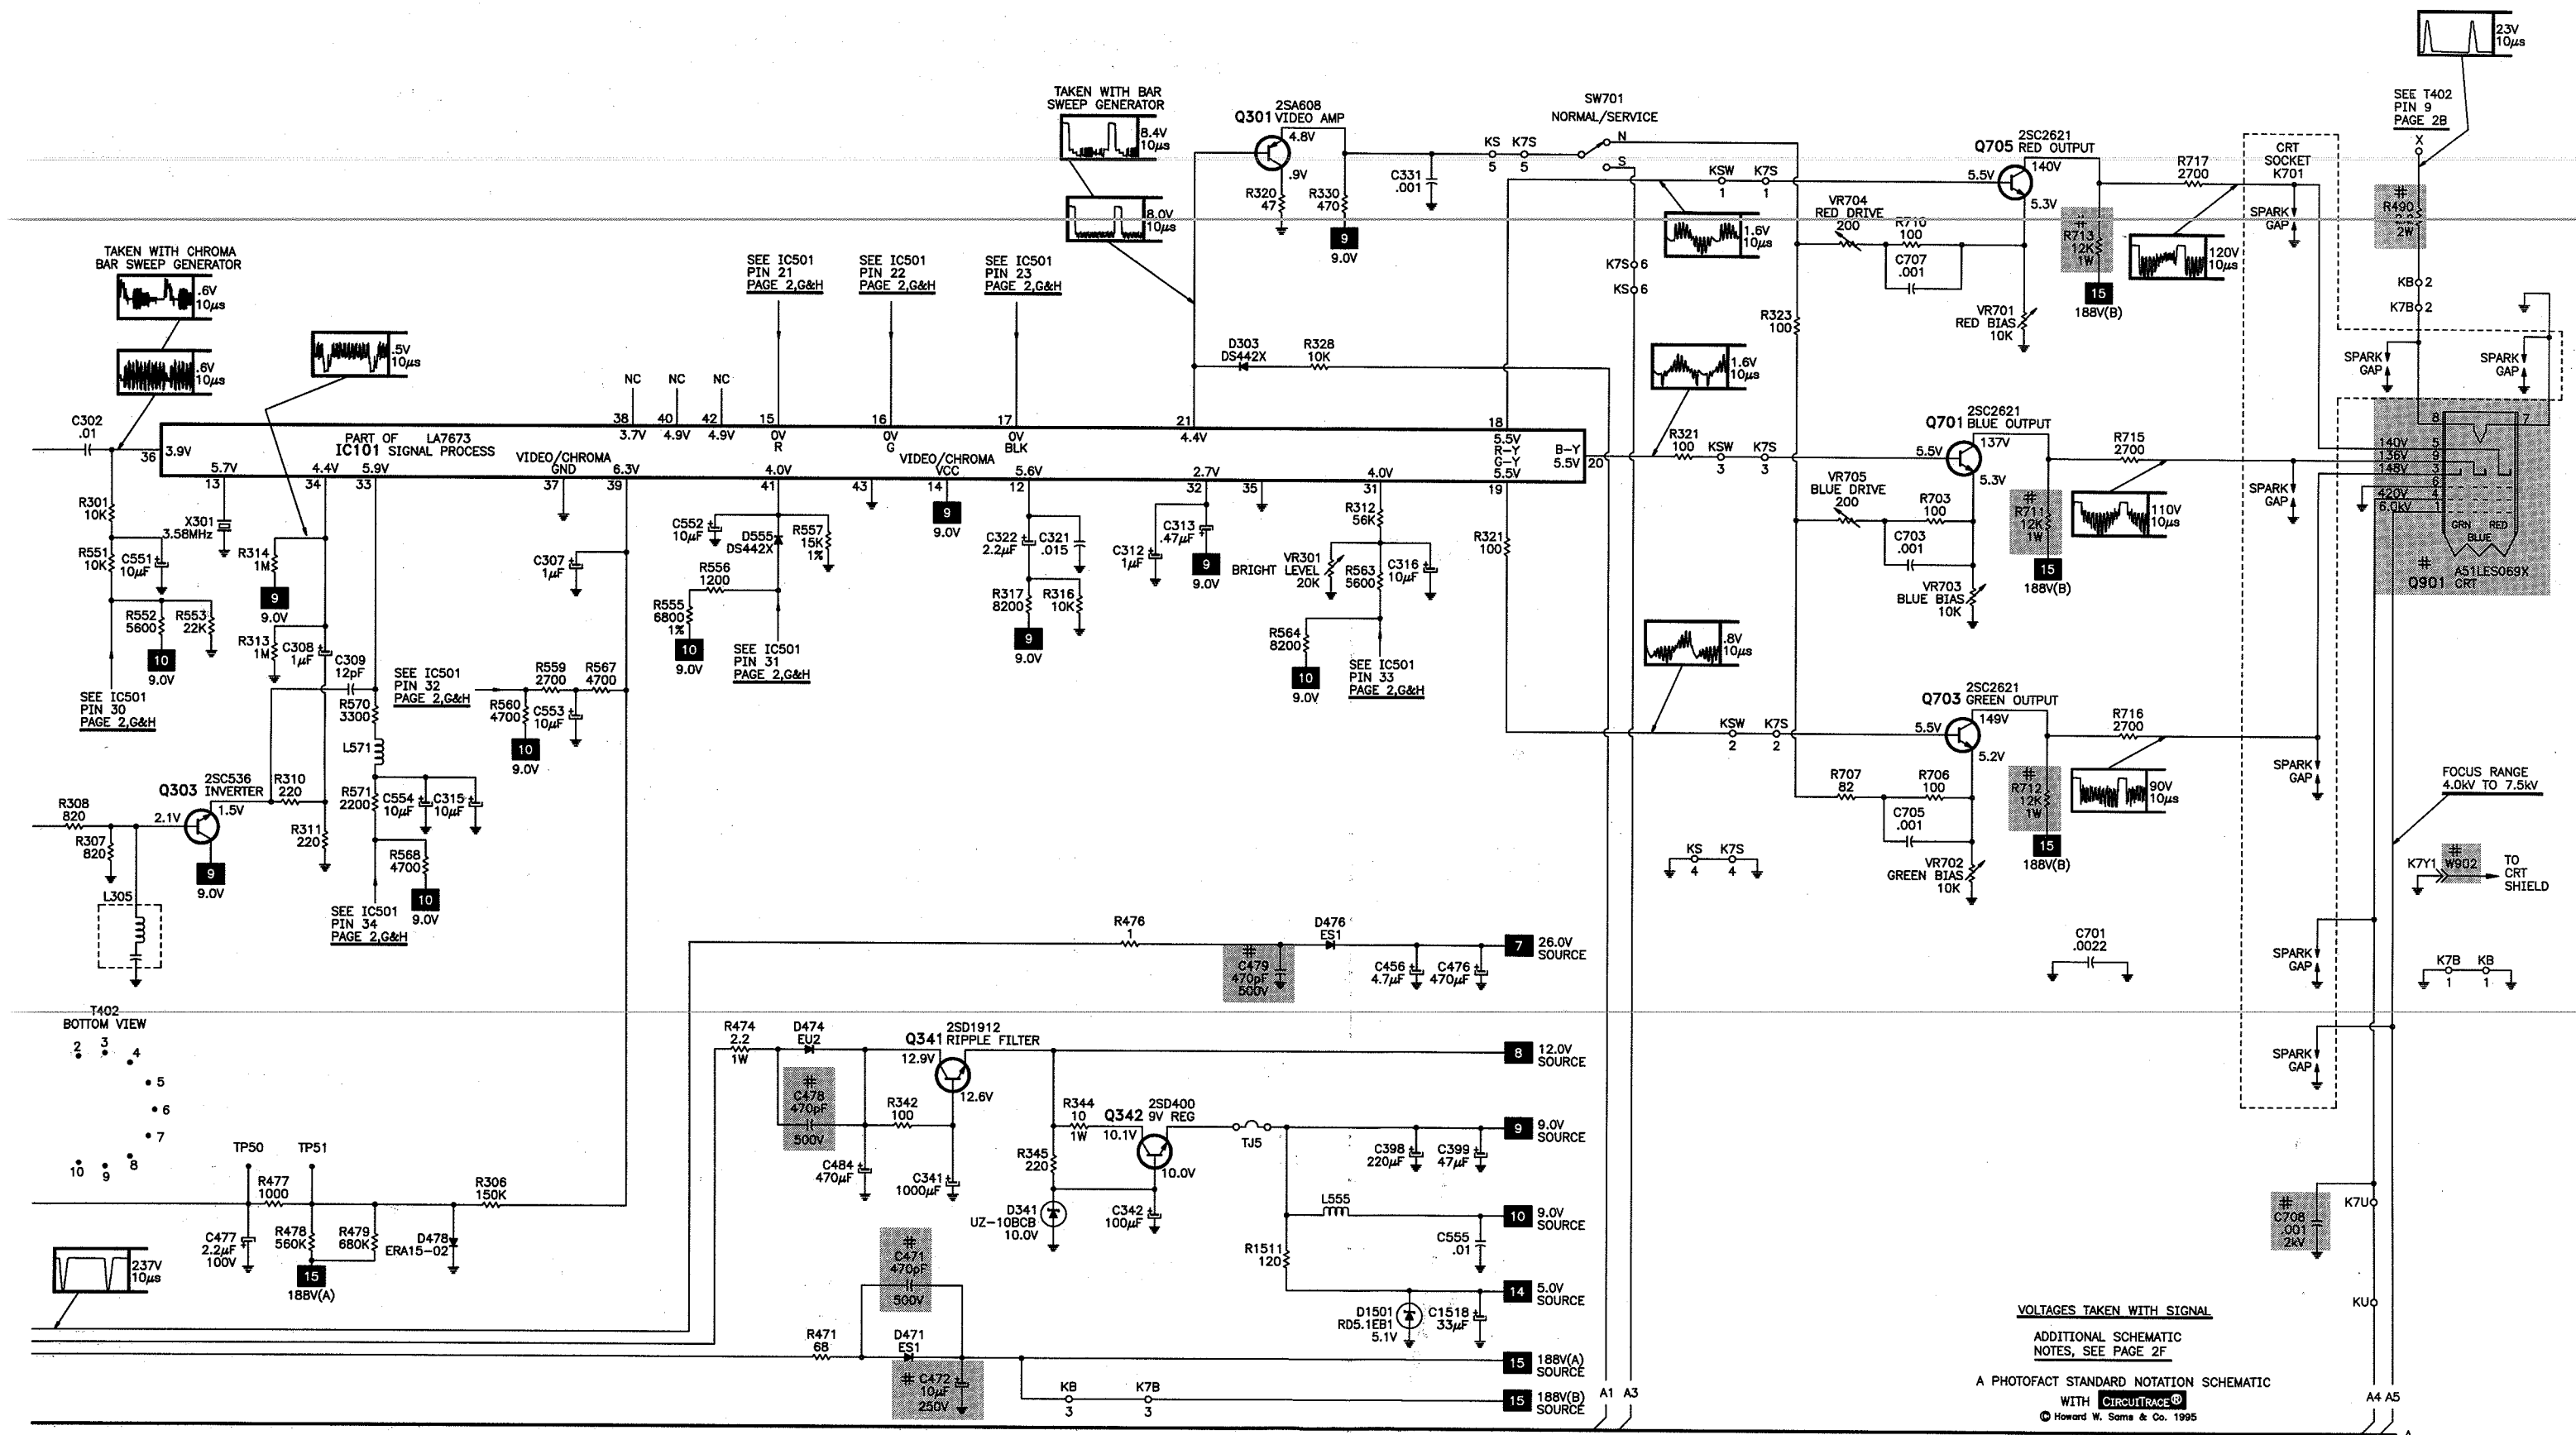 23V
10µs
SEE T402
PIN 9
PAGE 2B
X
TAKEN WITH BAR
SWEEP GENERATOR
8.4V
10µs
8.0V
10µs
2SA608
Q301 VIDEO AMP
4.8V
.9V
R320
47
R330
470
9
9.0V
C331
.001
KS
5
K7S
5
SW701
NORMAL/SERVICE
N
S
KSW
1
K7S
1
1.6V
10µs
K7S 6
KS 6
VR704
RED DRIVE
200
R710
100
C707
.001
2SC2621
Q705 RED OUTPUT
140V
5.5V
5.3V
R717
2700
#
R713
12K
1W
15
188V(B)
120V
10µs
VR701
RED BIAS
10K
CRT
SOCKET
K701
SPARK
GAP
#
R490
2W
KB 2
K7B 2
SPARK
GAP
SPARK
GAP
TAKEN WITH CHROMA
BAR SWEEP GENERATOR
.6V
10µs
.6V
10µs
.5V
10µs
SEE IC501
PIN 21
PAGE 2,G&H
SEE IC501
PIN 22
PAGE 2,G&H
SEE IC501
PIN 23
PAGE 2,G&H
D303
DS442X
R328
10K
R323
100
1.6V
10µs
C302
.01
NC
NC
NC
38
40
42
15
16
17
21
18
3.7V
4.9V
4.9V
0V
R
0V
G
0V
BLK
4.4V
5.5V
R-Y
G-Y
5.5V
B-Y
5.5V
20
36
3.9V
PART OF LA7673
IC101 SIGNAL PROCESS
5.7V
4.4V
5.9V
VIDEO/CHROMA
GND
6.3V
4.0V
VIDEO/CHROMA
VCC
5.6V
2.7V
4.0V
13
34
33
37
39
41
43
14
12
32
35
31
19
R321
100
KSW
3
K7S
3
2SC2621
Q701 BLUE OUTPUT
137V
5.5V
5.3V
R715
2700
VR705
BLUE DRIVE
200
R703
100
C703
.001
#
R711
12K
1W
15
188V(B)
110V
10µs
VR703
BLUE BIAS
10K
SPARK
GAP
8
7
140V
5
136V
9
148V
3
6
420V
4
6.0kV
1
GRN
RED
BLUE
#
Q901
A51LES069X
CRT
R301
10K
R551
10K
C551
10µF
X301
3.58MHz
R314
1M
9
9.0V
R552
5600
R553
22K
10
9.0V
R313
1M
C308
1µF
C309
12pF
SEE IC501
PIN 30
PAGE 2,G&H
SEE IC501
PIN 32
PAGE 2,G&H
R559
2700
R567
4700
R560
4700
C553
10µF
10
9.0V
C307
1µF
C552
10µF
D555
DS442X
R557
15K
1%
R556
1200
R555
6800
1%
10
9.0V
SEE IC501
PIN 31
PAGE 2,G&H
9
9.0V
C322
2.2µF
C321
.015
R317
8200
R316
10K
9
9.0V
C312
1µF
C313
.47µF
9
9.0V
R312
56K
VR301
BRIGHT LEVEL
20K
R563
5600
C316
10µF
R564
8200
10
9.0V
SEE IC501
PIN 33
PAGE 2,G&H
R321
100
.8V
10µs
KSW
2
K7S
2
2SC2621
Q703 GREEN OUTPUT
149V
5.5V
5.2V
R716
2700
R707
82
R706
100
C705
.001
#
R712
12K
1W
15
188V(B)
90V
10µs
VR702
GREEN BIAS
10K
KS
4
K7S
4
SPARK
GAP
FOCUS RANGE
4.0kV TO 7.5kV
#
K7Y1
W902
TO
CRT
SHIELD
R570
3300
L571
R571
2200
C554
10µF
C315
10µF
R568
4700
10
9.0V
SEE IC501
PIN 34
PAGE 2,G&H
2SC536
Q303 INVERTER
1.5V
2.1V
R310
220
R311
220
R308
820
R307
820
9
9.0V
L305
R476
1
#
C479
470pF
500V
D476
ES1
C456
4.7µF
C476
470µF
7
26.0V
SOURCE
C701
.0022
SPARK
GAP
K7B
1
KB
1
T402
BOTTOM VIEW
2
3
4
5
6
7
8
9
10
R474
2.2
1W
D474
EU2
#
C478
470pF
500V
2SD1912
Q341 RIPPLE FILTER
12.9V
12.6V
R342
100
C484
470µF
C341
1000µF
8
12.0V
SOURCE
R344
10
1W
R345
220
2SD400
Q342 9V REG
10.1V
10.0V
TJ5
C398
220µF
C399
47µF
9
9.0V
SOURCE
SPARK
GAP
D341
UZ-10BCB
10.0V
C342
100µF
L555
C555
.01
10
9.0V
SOURCE
R1511
120
TP50
TP51
R477
1000
R306
150K
C477
2.2µF
100V
R478
560K
R479
680K
D478
ERA15-02
15
188V(A)
237V
10µs
#
C471
470pF
500V
D1501
RD5.1EB1
5.1V
C1518
33µF
14
5.0V
SOURCE
R471
68
D471
ES1
# C472
10µF
250V
15
188V(A)
SOURCE
KB
3
K7B
3
15
188V(B)
SOURCE
A1 A3
#
C708
.001
2kV
K7U
KU
A4 A5
VOLTAGES TAKEN WITH SIGNAL
ADDITIONAL SCHEMATIC
NOTES, SEE PAGE 2F
A PHOTOFACT STANDARD NOTATION SCHEMATIC
WITH CIRCUITRACE®
© Howard W. Sams & Co. 1995